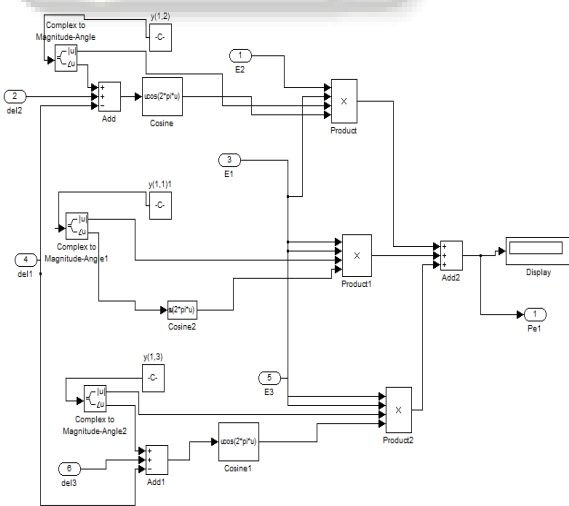 y(1,2)
Complex to
Magnitude-Angle
-C-
|u|
∠u
1
E2
2
del2
+
+
−
Add
ucos(2*pi*u)
Cosine
X
Product
3
E1
y(1,1)1
-C-
|u|
∠u
Complex to
Magnitude-Angle1
4
del1
s(2*pi*u)
Cosine2
X
Product1
+
+
+
Add2
Display
1
Pe1
y(1,3)
-C-
|u|
∠u
Complex to
Magnitude-Angle2
5
E3
X
Product2
6
del3
+
+
−
Add1
ucos(2*pi*u)
Cosine1